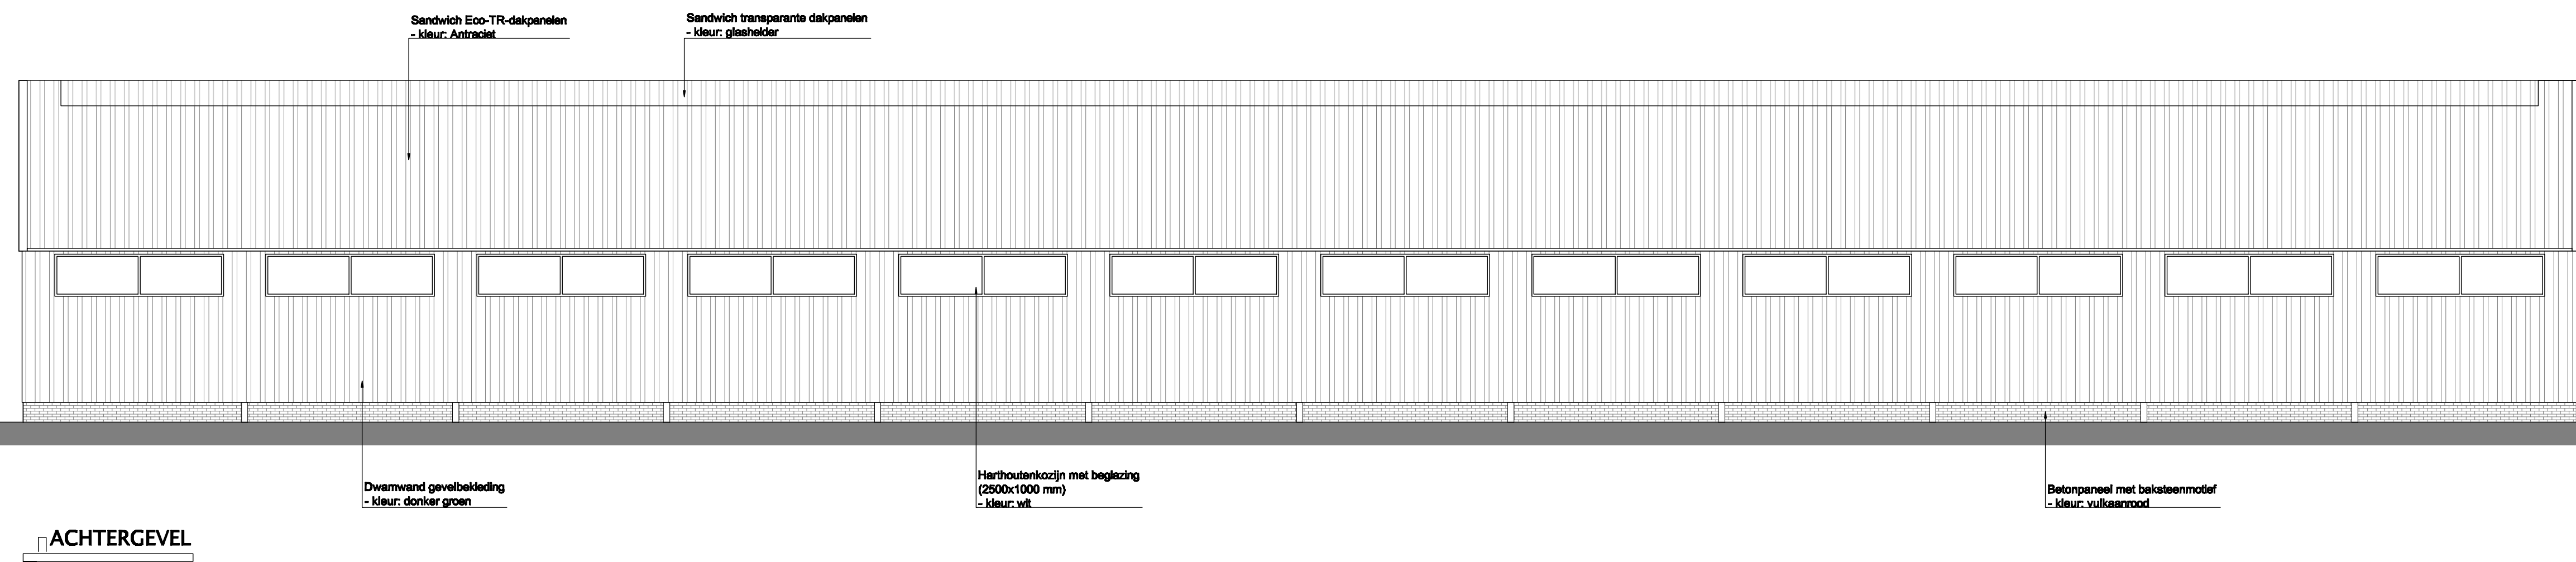 Sandwich Eco-TR-dakpanelen
- kleur: Antraciet
Sandwich transparante dakpanelen
- kleur: glashelder
Dwarnwand gevelbekleding
- kleur: donker groen
Harthoutenkozijn met beglazing
(2500x1000 mm)
- kleur: wit
Betonpaneel met baksteenmotief
- kleur: vulkaanrood
ACHTERGEVEL